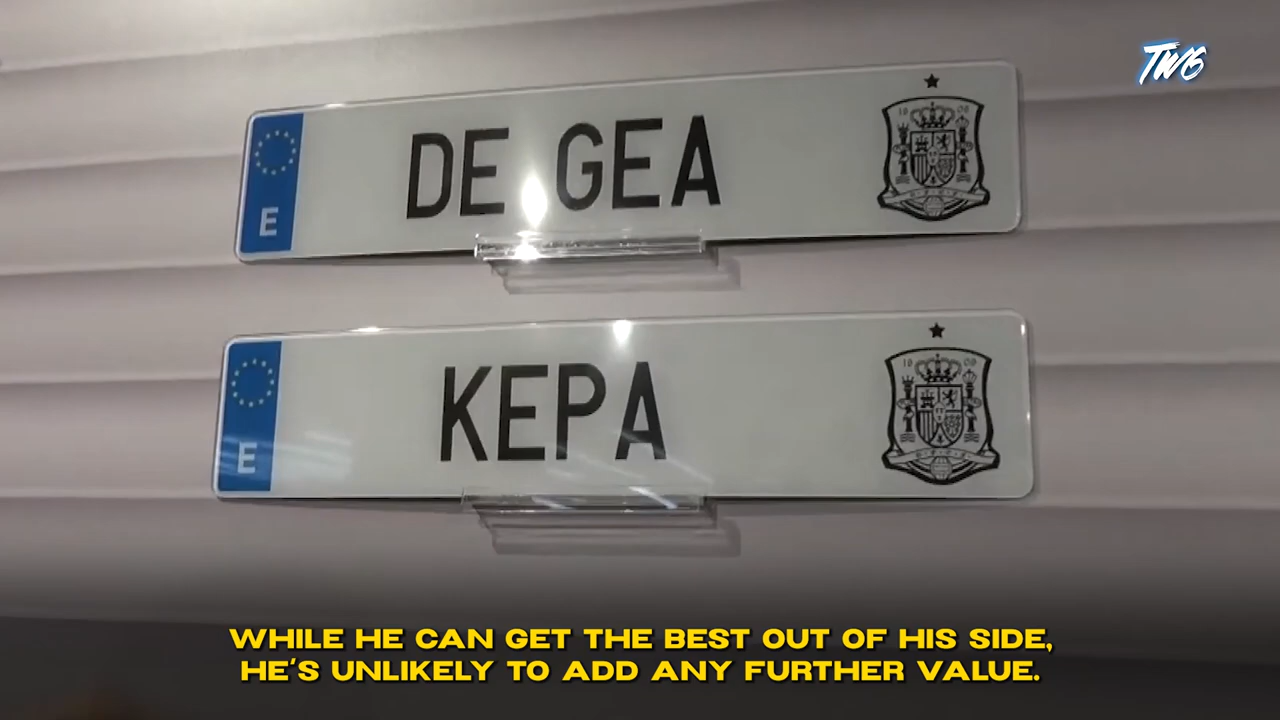 TW6
E
DE GEA
E
KEPA
WHILE HE CAN GET THE BEST OUT OF HIS SIDE,
HE'S UNLIKELY TO ADD ANY FURTHER VALUE.